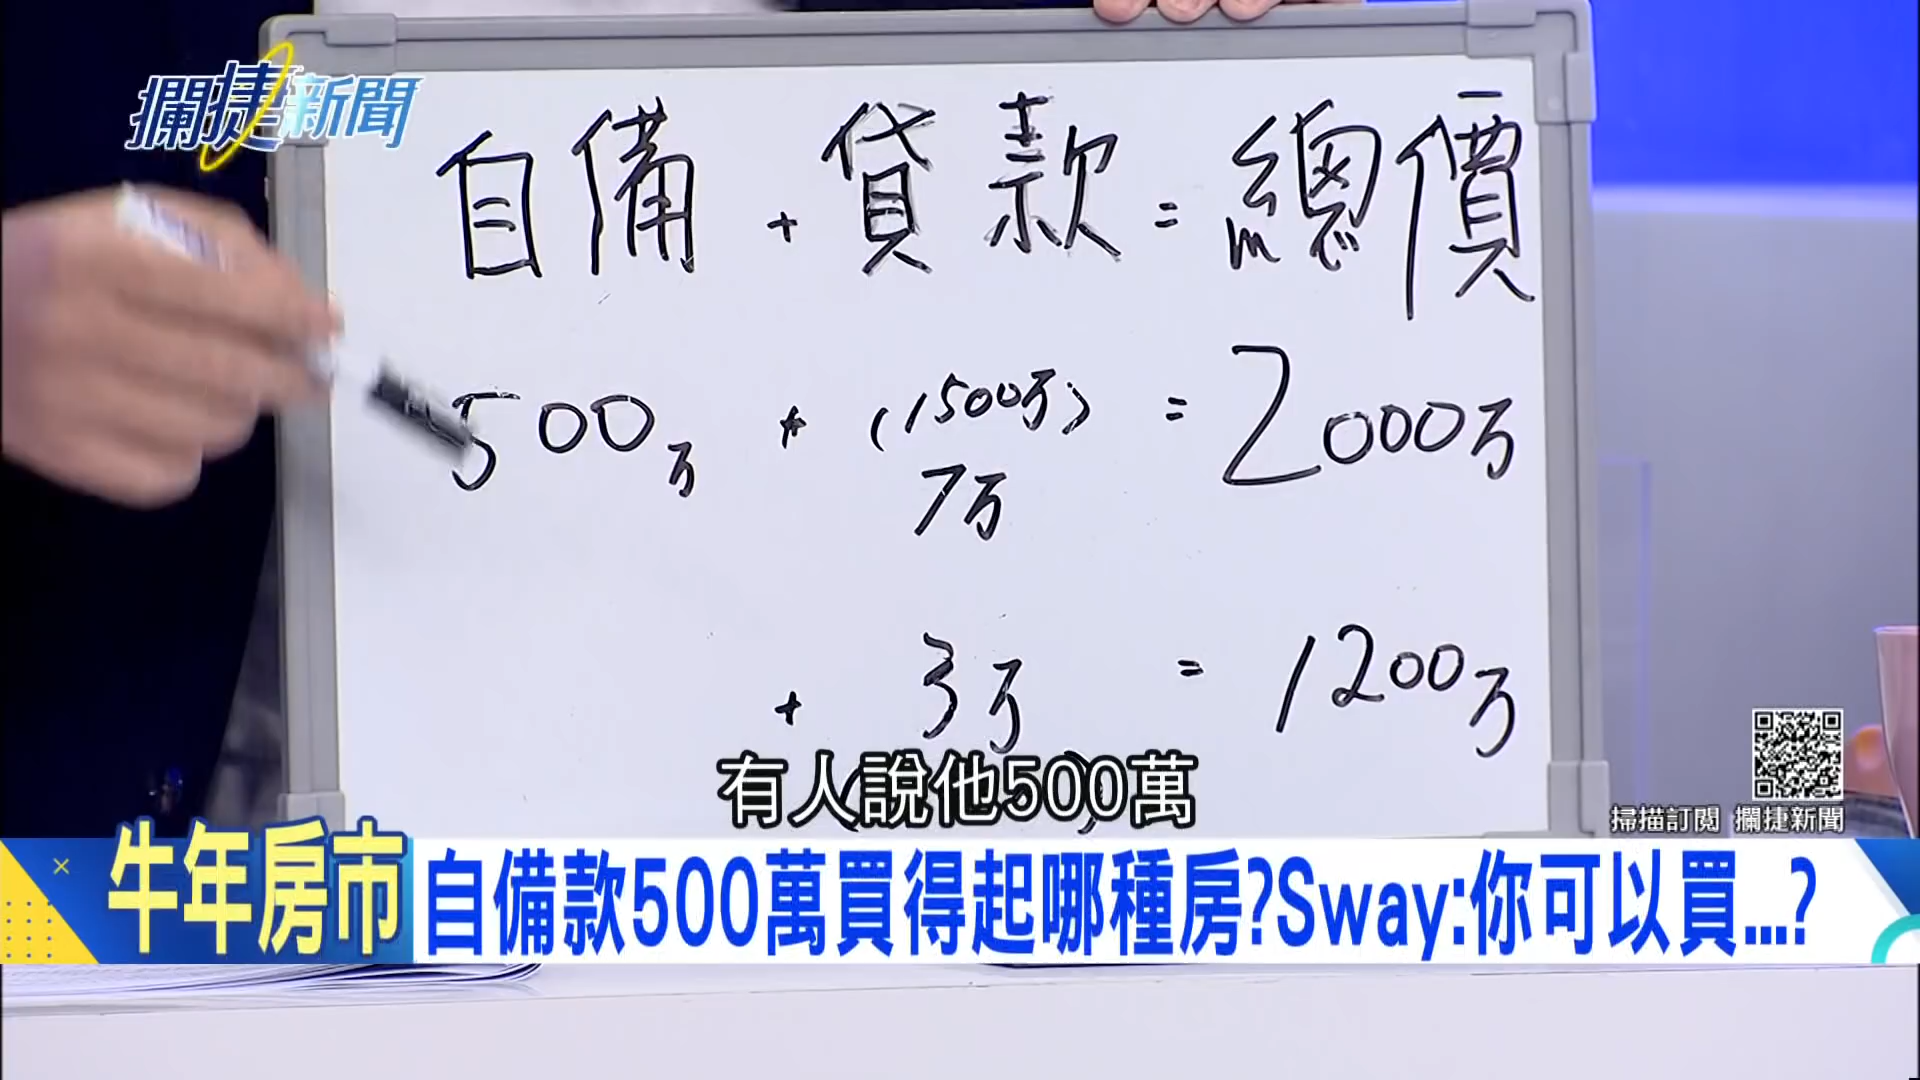 攔捷新聞
自備 + 貸款 = 總價
500万 + (1500万) = 2000万
7万
+ 3万 = 1200万
有人說他500萬
掃描訂閱 攔捷新聞
牛年房市
自備款500萬買得起哪種房?Sway:你可以買...?